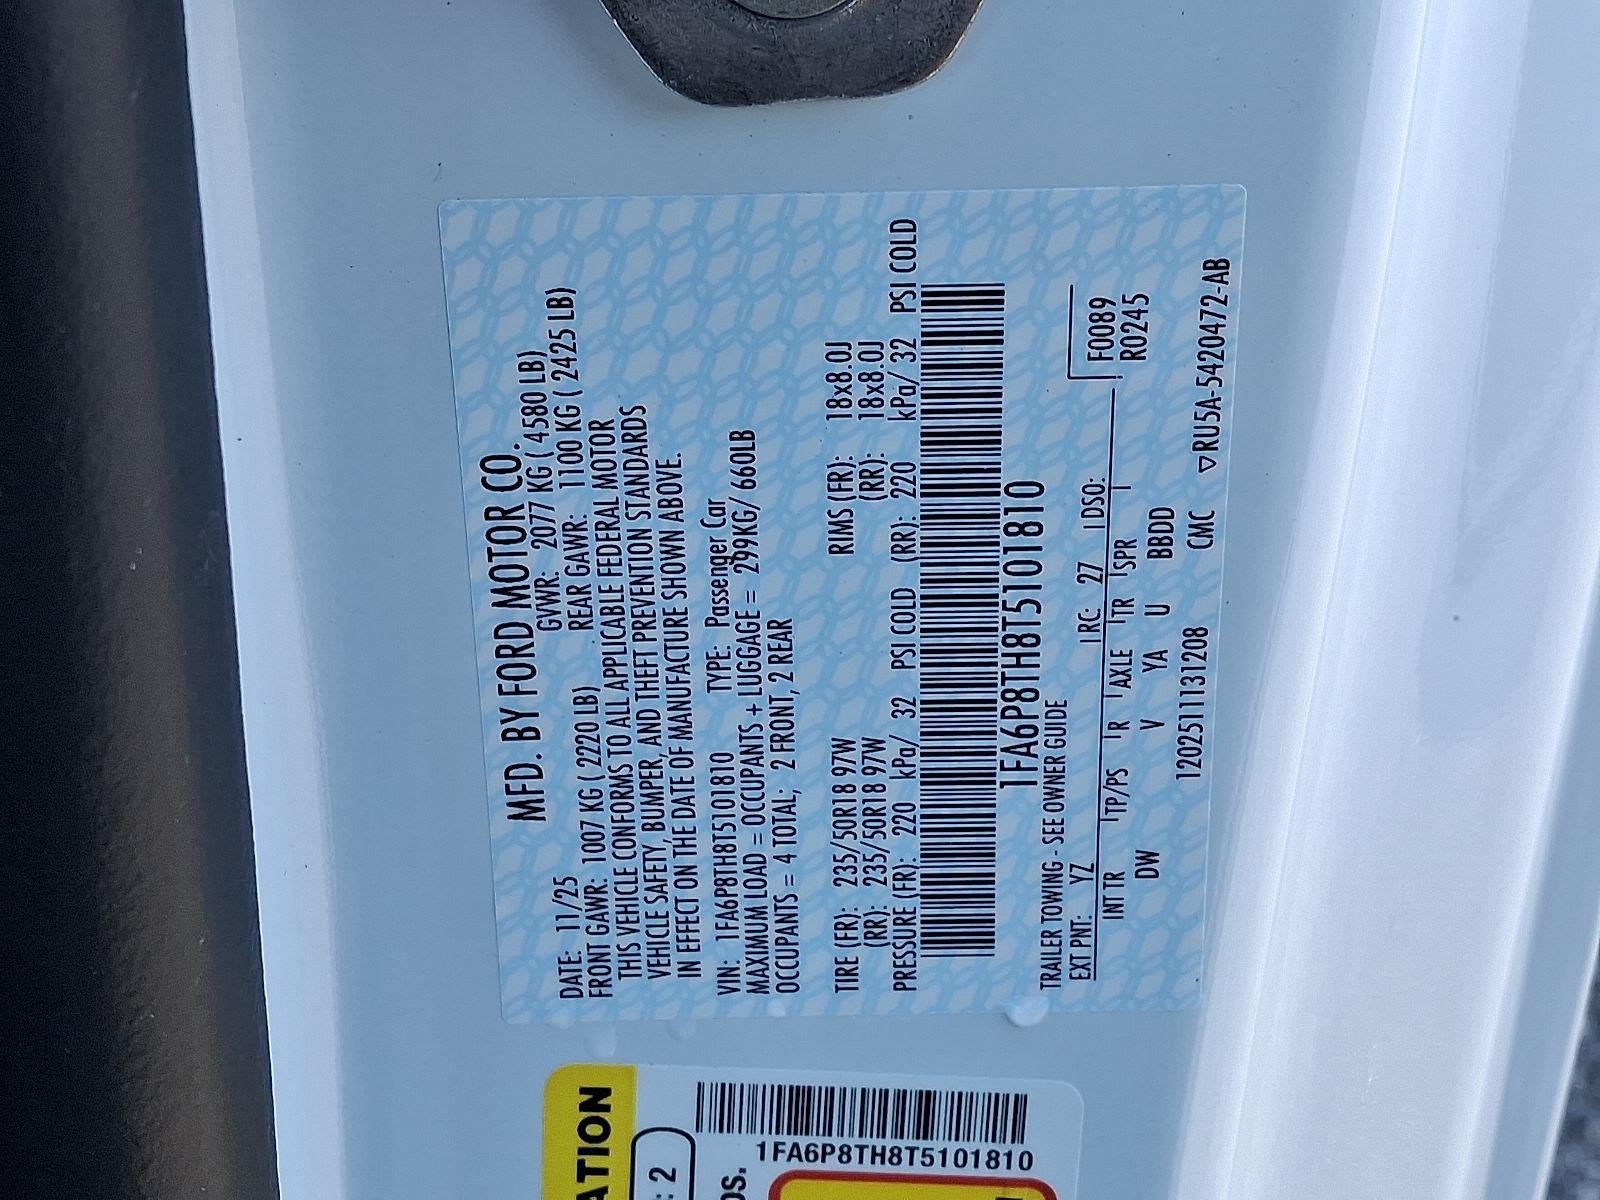 MFD. BY FORD MOTOR CO.
DATE: 11/25 GVWR: 2077 KG ( 4580 LB)
FRONT GAWR: 1007 KG ( 2220 LB) REAR GAWR: 1100 KG ( 2425 LB)
THIS VEHICLE CONFORMS TO ALL APPLICABLE FEDERAL MOTOR
VEHICLE SAFETY, BUMPER, AND THEFT PREVENTION STANDARDS
IN EFFECT ON THE DATE OF MANUFACTURE SHOWN ABOVE.
VIN: 1FA6P8TH8T5101810 TYPE: Passenger Car
MAXIMUM LOAD = OCCUPANTS + LUGGAGE = 299KG/ 660LB
OCCUPANTS = 4 TOTAL; 2 FRONT, 2 REAR
TIRE (FR): 235/50R18 97W RIMS (FR): 18x8.0J
(RR): 235/50R18 97W (RR): 18x8.0J
PRESSURE (FR): 220 kPa/ 32 PSI COLD (RR): 220 kPa/ 32 PSI COLD
1FA6P8TH8T5101810
TRAILER TOWING - SEE OWNER GUIDE
EXT PNT: YZ RC: 27 DSO: F0089
INT TR TP/PS R AXLE TR SPR R0245
DW V YA U BBDD
12025111131208 CMC ▽RU5A-5420472-AB
ATION
: 2
OS.
1FA6P8TH8T5101810